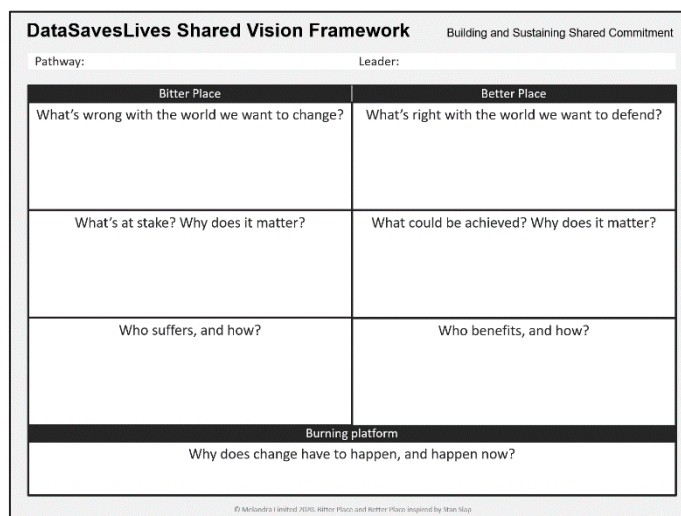 DataSavesLives Shared Vision Framework Building and Sustaining Shared Commitment
Pathway: Leader:
Bitter Place Better Place
What's wrong with the world we want to change? What's right with the world we want to defend?
What's at stake? Why does it matter? What could be achieved? Why does it matter?
Who suffers, and how? Who benefits, and how?
Burning platform
Why does change have to happen, and happen now?
© Melandra Limited 2020. Bitter Place and Better Place inspired by Stan Slap